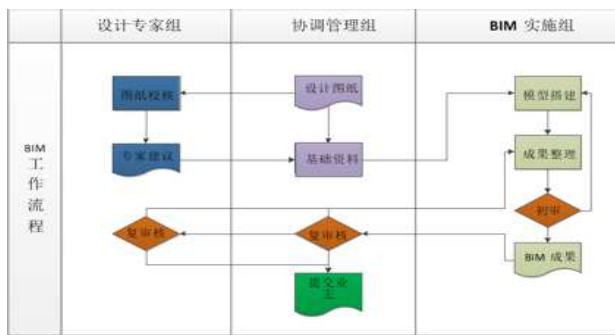 设计专家组
协调管理组
BIM 实施组
BIM
工
作
流
程
图纸校核
设计图纸
模型搭建
专家建议
基础资料
成果整理
初审
复审核
复审核
BIM 成果
提交业
主